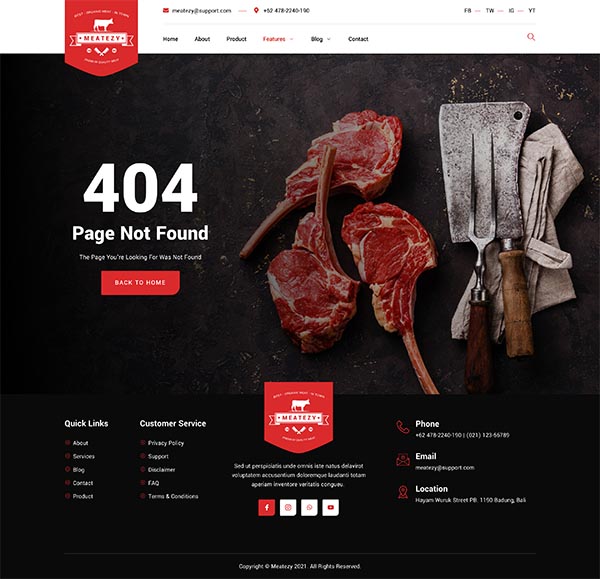 meatezy@support.com
+62 478-2240-190
FB
TW
IG
YT
MEATEZY
Home
About
Product
Features
Blog
Contact
404
Page Not Found
The Page You're Looking For Was Not Found
BACK TO HOME
MEATEZY
Quick Links
About
Services
Blog
Contact
Product
Customer Service
Privacy Policy
Support
Disclaimer
FAQ
Terms & Conditions
Sed ut perspiciatis unde omnis iste natus delavirot
voluptatem accusantium doloremque laudanti totam
aperiam inventore veritatis congueu.
Phone
+62 478-2240-190 | (021) 123-56789
Email
meatezy@support.com
Location
Hayam Wuruk Street PB. 1190 Badung, Bali
Copyright © Meatezy 2021. All Rights Reserved.